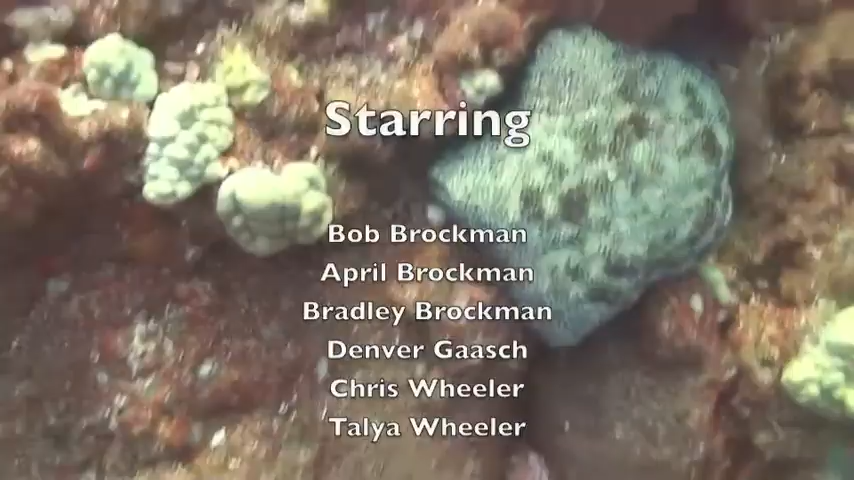 Starring
Bob Brockman
April Brockman
Bradley Brockman
Denver Gaasch
Chris Wheeler
Talya Wheeler